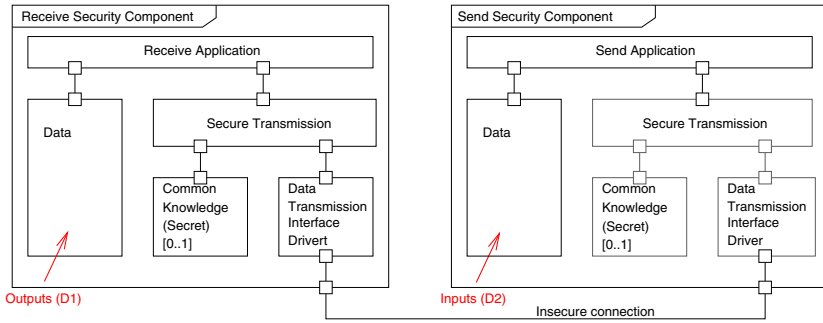 Receive Security Component
Receive Application
Data
Secure Transmission
Common
Knowledge
(Secret)
[0..1]
Data
Transmission
Interface
Drivert
Outputs (D1)
Send Security Component
Send Application
Data
Secure Transmission
Common
Knowledge
(Secret)
[0..1]
Data
Transmission
Interface
Driver
Inputs (D2)
Insecure connection